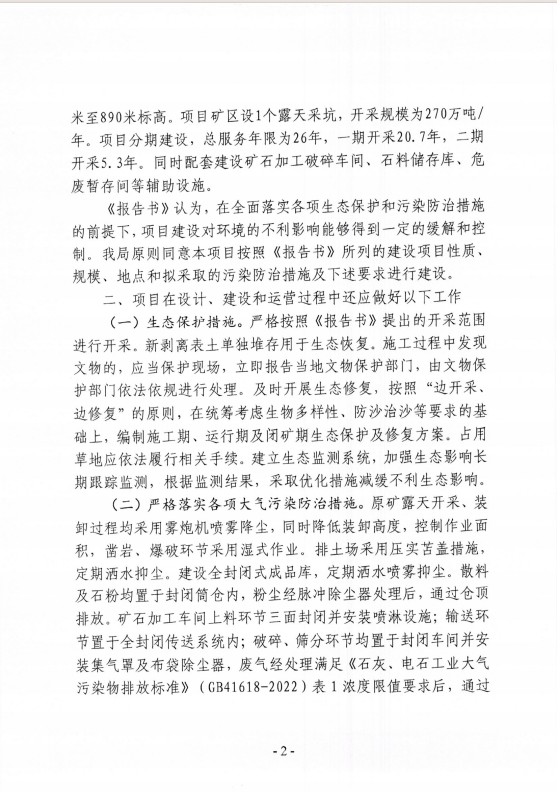 米至890米标高。项目矿区设1个露天采坑，开采规模为270万吨/
年。项目分期建设，总服务年限为26年，一期开采20.7年，二期
开采5.3年。同时配套建设矿石加工破碎车间、石料储存库、危
废暂存间等辅助设施。
《报告书》认为，在全面落实各项生态保护和污染防治措施
的前提下，项目建设对环境的不利影响能够得到一定的缓解和控
制。我局原则同意本项目按照《报告书》所列的建设项目性质、
规模、地点和拟采取的污染防治措施及下述要求进行建设。
二、项目在设计、建设和运营过程中还应做好以下工作
（一）生态保护措施。严格按照《报告书》提出的开采范围
进行开采。新剥离表土单独堆存用于生态恢复。施工过程中发现
文物的，应当保护现场，立即报告当地文物保护部门，由文物保
护部门依法依规进行处理。及时开展生态修复，按照“边开采、
边修复”的原则，在统筹考虑生物多样性、防沙治沙等要求的基
础上，编制施工期、运行期及闭矿期生态保护及修复方案。占用
草地应依法履行相关手续。建立生态监测系统，加强生态影响长
期跟踪监测，根据监测结果，采取优化措施减缓不利生态影响。
（二）严格落实各项大气污染防治措施。原矿露天开采、装
卸过程均采用雾炮机喷雾降尘，同时降低装卸高度，控制作业面
积，凿岩、爆破环节采用湿式作业。排土场采用压实苫盖措施，
定期洒水抑尘。建设全封闭式成品库，定期洒水喷雾抑尘。散料
及石粉均置于封闭筒仓内，粉尘经脉冲除尘器处理后，通过仓顶
排放。矿石加工车间上料环节三面封闭并安装喷淋设施；输送环
节置于全封闭传送系统内；破碎、筛分环节均置于封闭车间并安
装集气罩及布袋除尘器，废气经处理满足《石灰、电石工业大气
污染物排放标准》（GB41618-2022）表1浓度限值要求后，通过
-2-